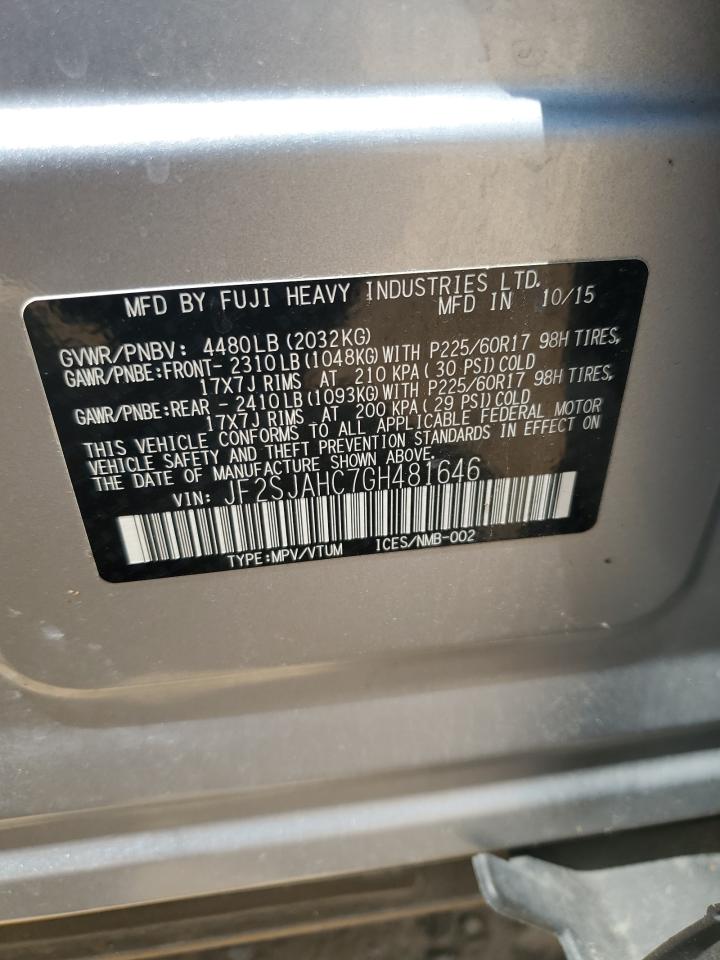 MFD BY FUJI HEAVY INDUSTRIES LTD.
MFD IN 10/15
GVWR/PNBV: 4480LB (2032KG)
GAWR/PNBE:FRONT- 2310LB (1048KG) WITH P225/60R17 98H TIRES,
17X7J RIMS AT 210 KPA ( 30 PSI) COLD
GAWR/PNBE:REAR - 2410LB (1093KG) WITH P225/60R17 98H TIRES,
17X7J RIMS AT 200 KPA ( 29 PSI) COLD
THIS VEHICLE CONFORMS TO ALL APPLICABLE FEDERAL MOTOR
VEHICLE SAFETY AND THEFT PREVENTION STANDARDS IN EFFECT ON
THE DATE OF MANUFACTURE SHOWN ABOVE.
VIN: JF2SJAHC7GH481646
TYPE:MPV/VTUM ICES/NMB-002